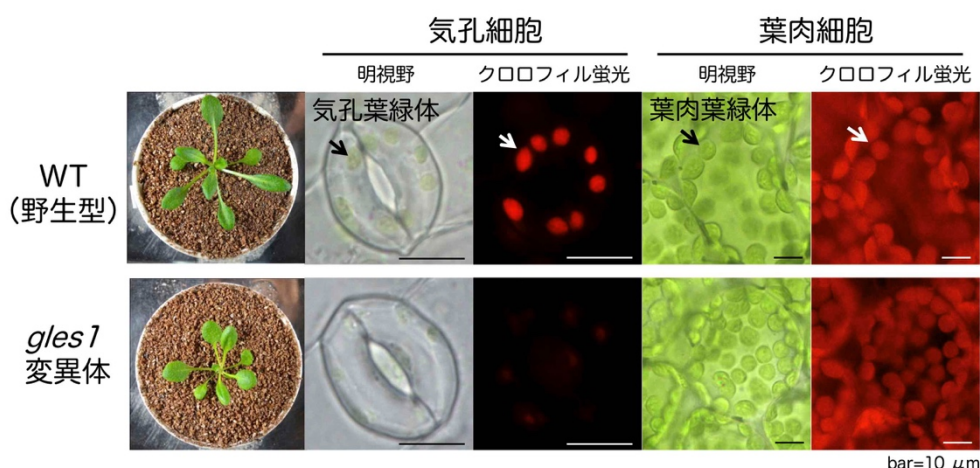 気孔細胞
葉肉細胞
明視野
クロロフィル蛍光
明視野
クロロフィル蛍光
気孔葉緑体
葉肉葉緑体
WT
（野生型）
gles1
変異体
bar=10 μm